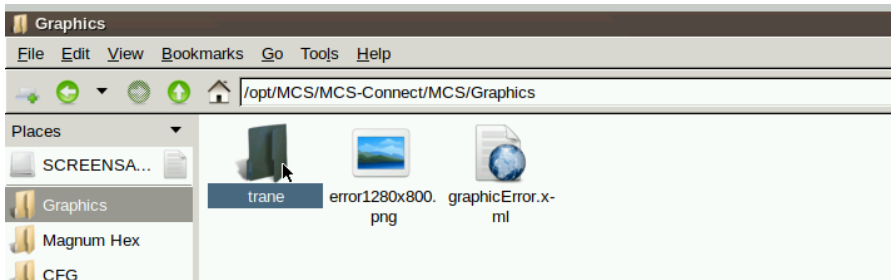 Graphics
File Edit View Bookmarks Go Tools Help
/opt/MCS/MCS-Connect/MCS/Graphics
Places
SCREENSA...
Graphics
Magnum Hex
CFG
trane
error1280x800.
png
graphicError.x-
ml